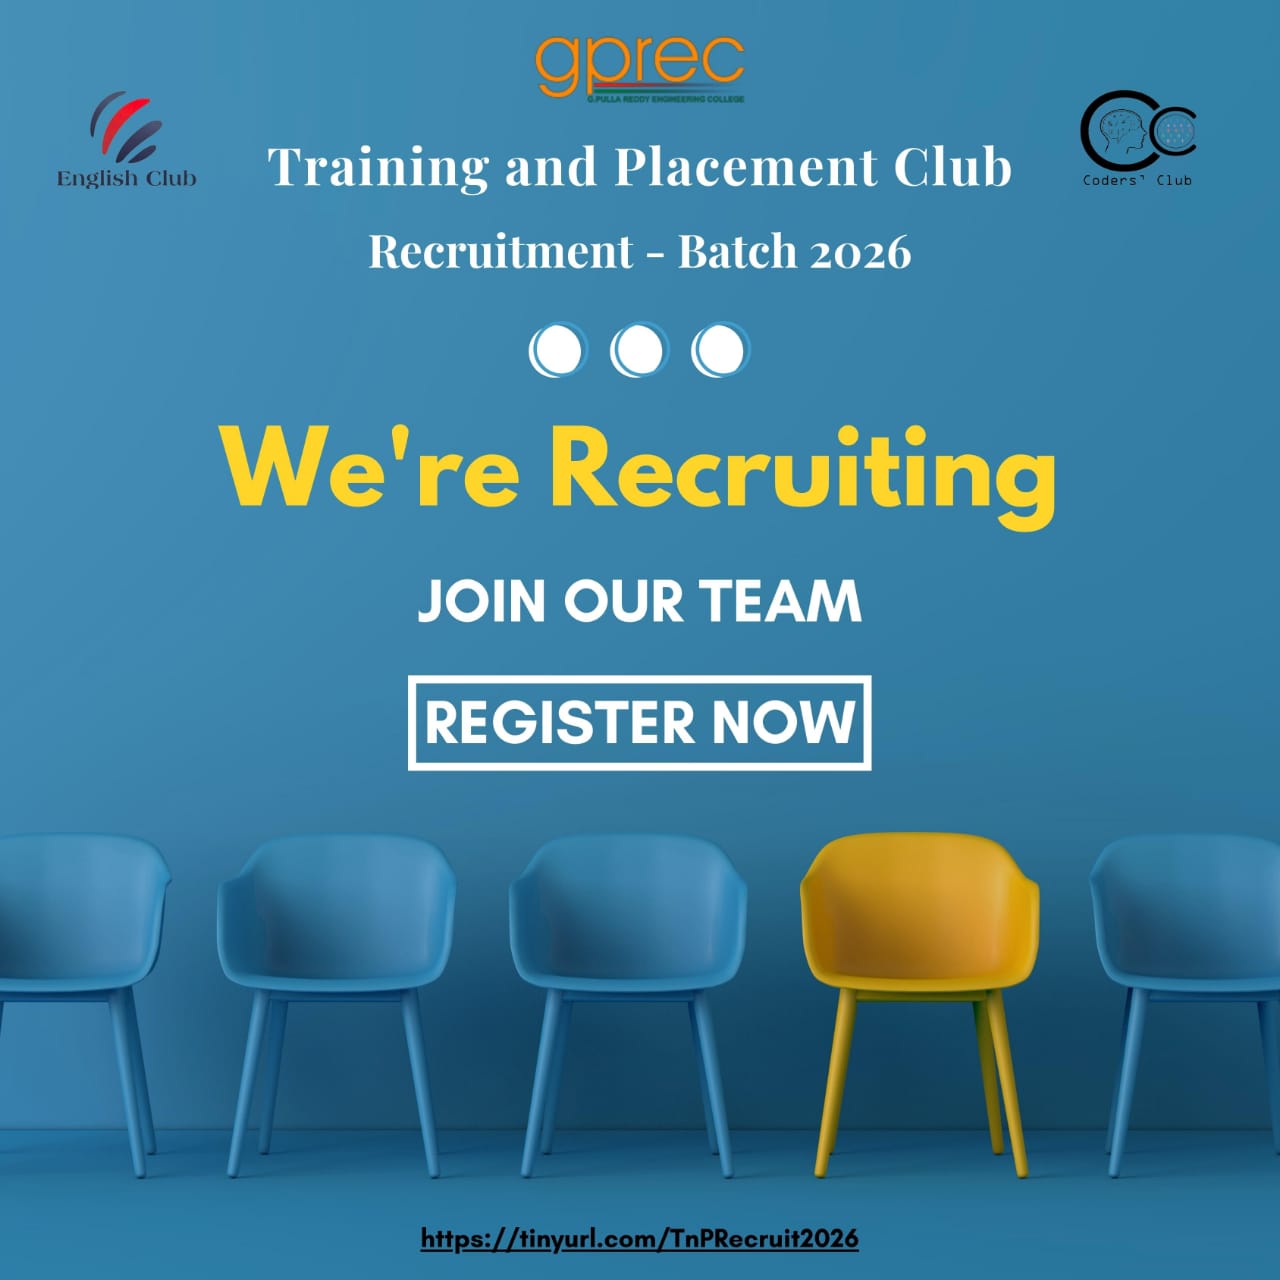 gprec
G.PULLA REDDY ENGINEERING COLLEGE
English Club
Training and Placement Club
Coders' Club
Recruitment - Batch 2026
We're Recruiting
JOIN OUR TEAM
REGISTER NOW
https://tinyurl.com/TnPRecruit2026